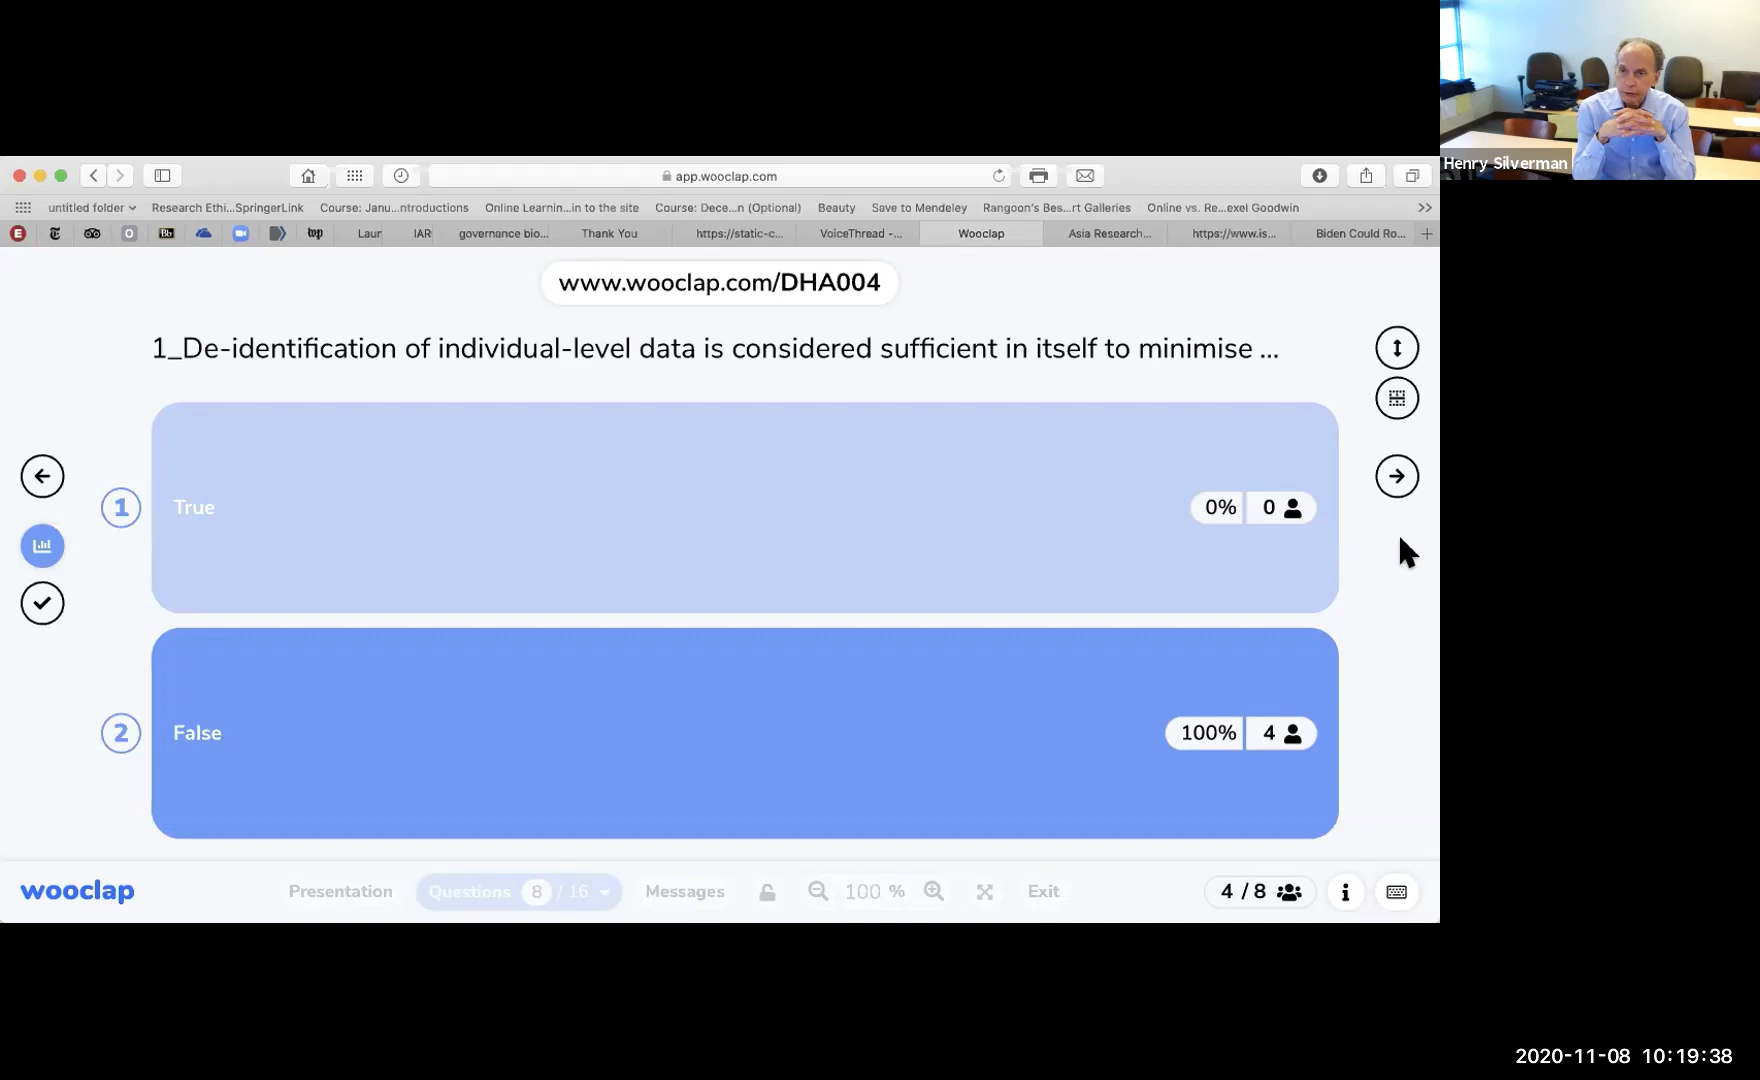 Henry Silverman
app.wooclap.com
untitled folder Research Ethi...SpringerLink Course: Janu...ntroductions Online Learnin...in to the site Course: Dece...n (Optional) Beauty Save to Mendeley Rangoon's Bes...rt Galleries Online vs. Re...exel Goodwin
E O Bb wp Laur IAR governance bio... Thank You https://static-c... VoiceThread -... Wooclap Asia Research... https://www.is... Biden Could Ro...
www.wooclap.com/DHA004
1_De-identification of individual-level data is considered sufficient in itself to minimise ...
1 True 0% 0
2 False 100% 4
wooclap Presentation Questions 8 / 16 Messages 100 % Exit 4 / 8 i
2020-11-08 10:19:38